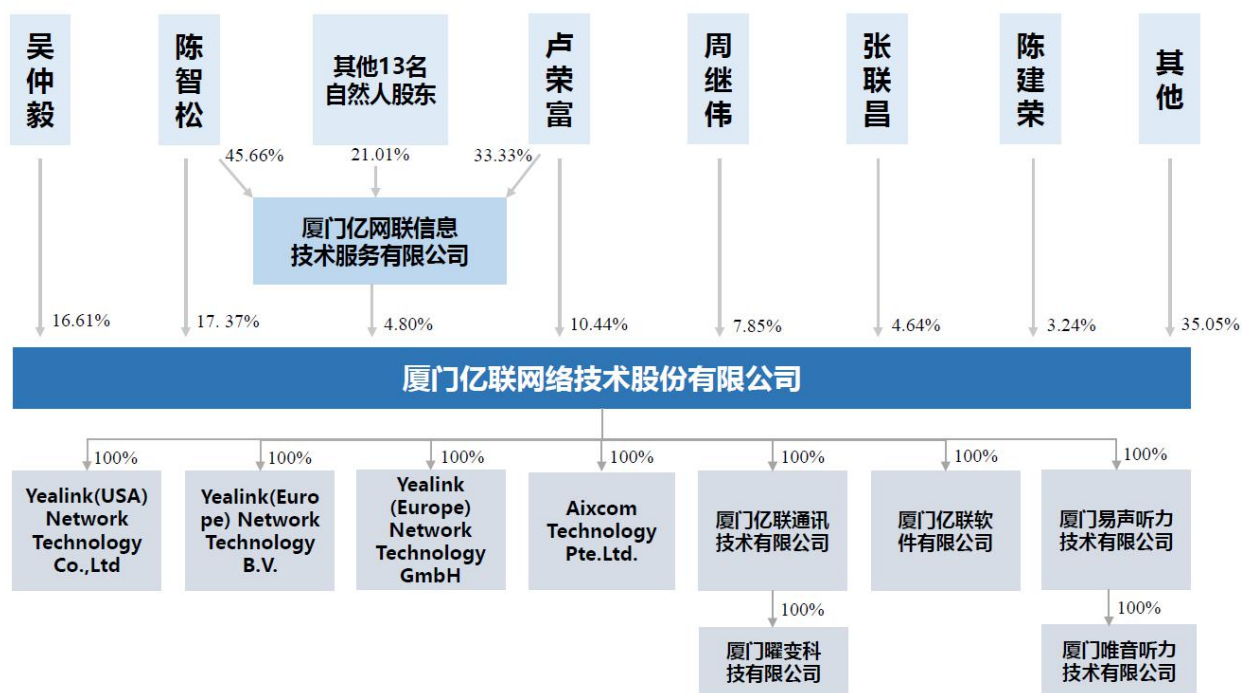 吴仲毅
陈智松
其他13名
自然人股东
卢荣富
周继伟
张联昌
陈建荣
其他
45.66%
21.01%
33.33%
厦门亿网联信息
技术服务有限公司
16.61%
17. 37%
4.80%
10.44%
7.85%
4.64%
3.24%
35.05%
厦门亿联网络技术股份有限公司
100%
100%
100%
100%
100%
100%
100%
Yealink(USA)
Network
Technology
Co.,Ltd
Yealink(Euro
pe) Network
Technology
B.V.
Yealink
(Europe)
Network
Technology
GmbH
Aixcom
Technology
Pte.Ltd.
厦门亿联通讯
技术有限公司
厦门亿联软
件有限公司
厦门易声听力
技术有限公司
100%
100%
厦门曜变科
技有限公司
厦门唯音听力
技术有限公司